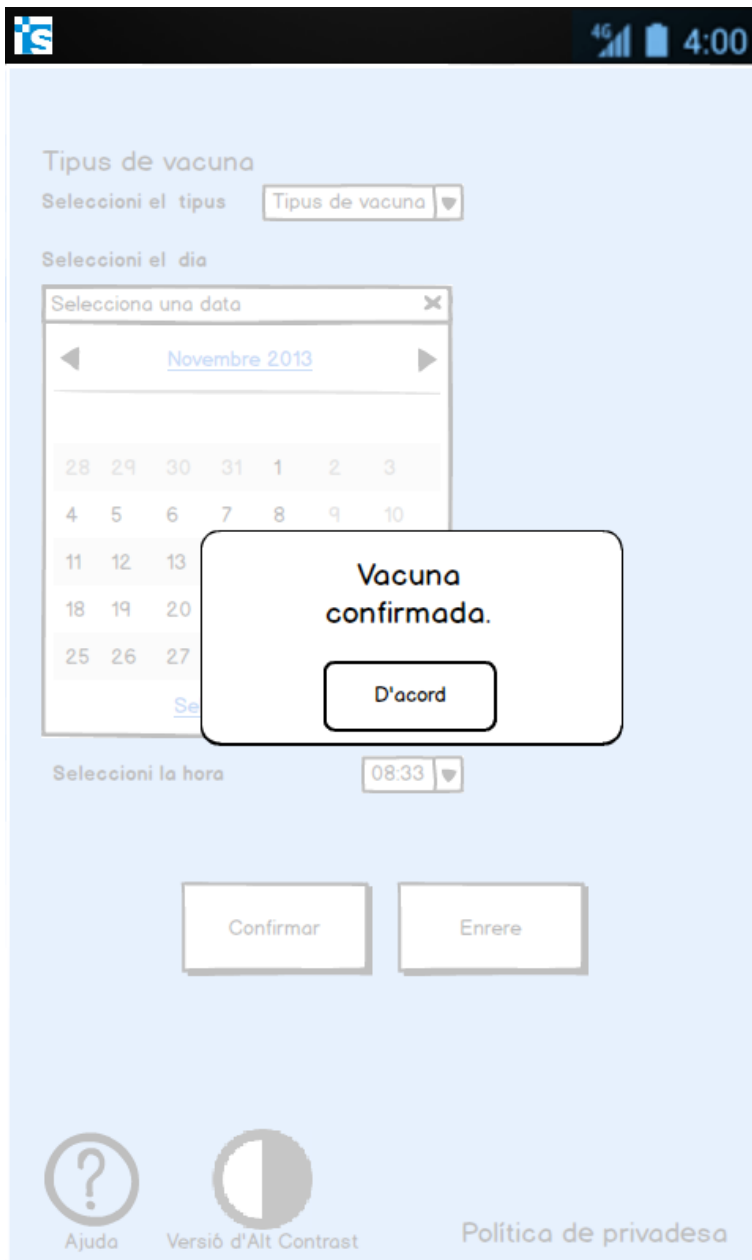 is
4G 4:00
Tipus de vacuna
Seleccioni el tipus Tipus de vacuna
Seleccioni el dia
Selecciona una data
Novembre 2013
28 29 30 31 1 2 3
4 5 6 7 8 9 10
11 12 13
18 19 20
25 26 27
Se
Vacuna
confirmada.
D'acord
Seleccioni la hora 08:33
Confirmar Enrere
?
Ajuda Versió d'Alt Contrast Política de privadesa